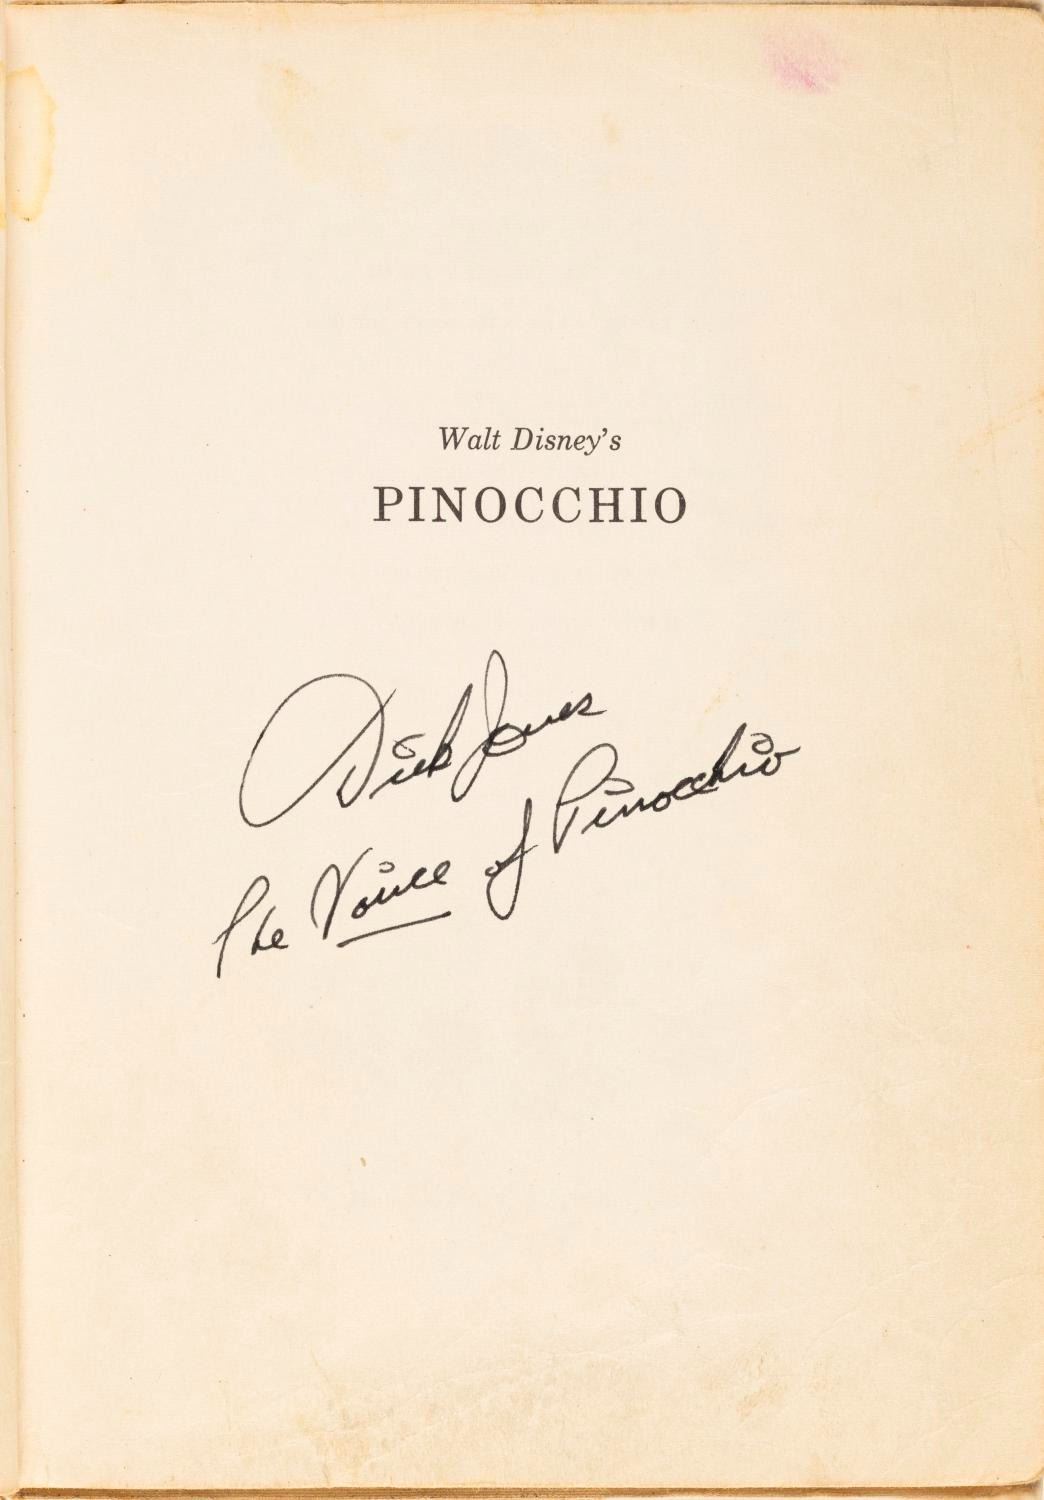 Walt Disney's
PINOCCHIO
Dick Jones
The Voice of Pinocchio